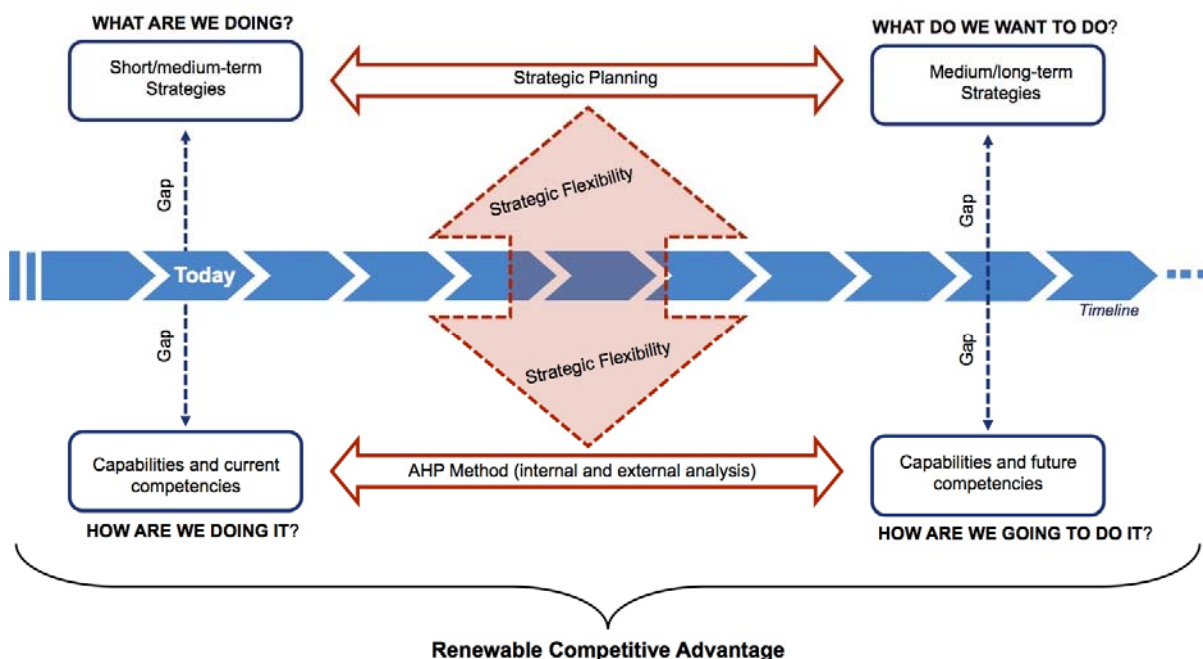 WHAT ARE WE DOING?
WHAT DO WE WANT TO DO?
Short/medium-term
Strategies
Strategic Planning
Medium/long-term
Strategies
Gap
Strategic Flexibility
Gap
Today
Timeline
Gap
Strategic Flexibility
Gap
Capabilities and current
competencies
AHP Method (internal and external analysis)
Capabilities and future
competencies
HOW ARE WE DOING IT?
HOW ARE WE GOING TO DO IT?
Renewable Competitive Advantage